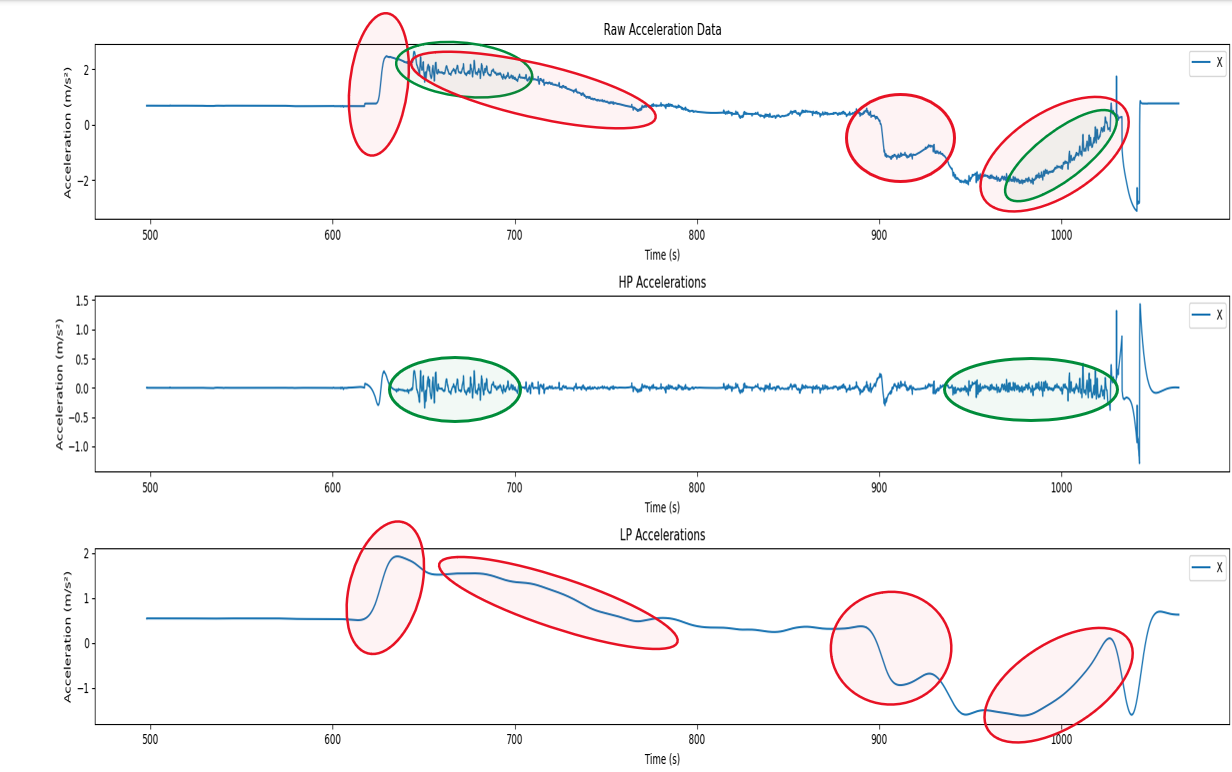 Raw Acceleration Data
Acceleration (m/s²)
2
0
−2
X
500 600 700 800 900 1000
Time (s)
HP Accelerations
Acceleration (m/s²)
1.5
1.0
0.5
0.0
−0.5
−1.0
X
500 600 700 800 900 1000
Time (s)
LP Accelerations
Acceleration (m/s²)
2
1
0
−1
X
500 600 700 800 900 1000
Time (s)